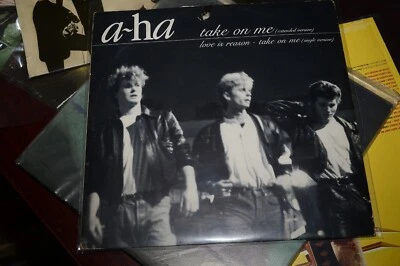 a-ha
take on me (extended version)
love is reason - take on me (single version)